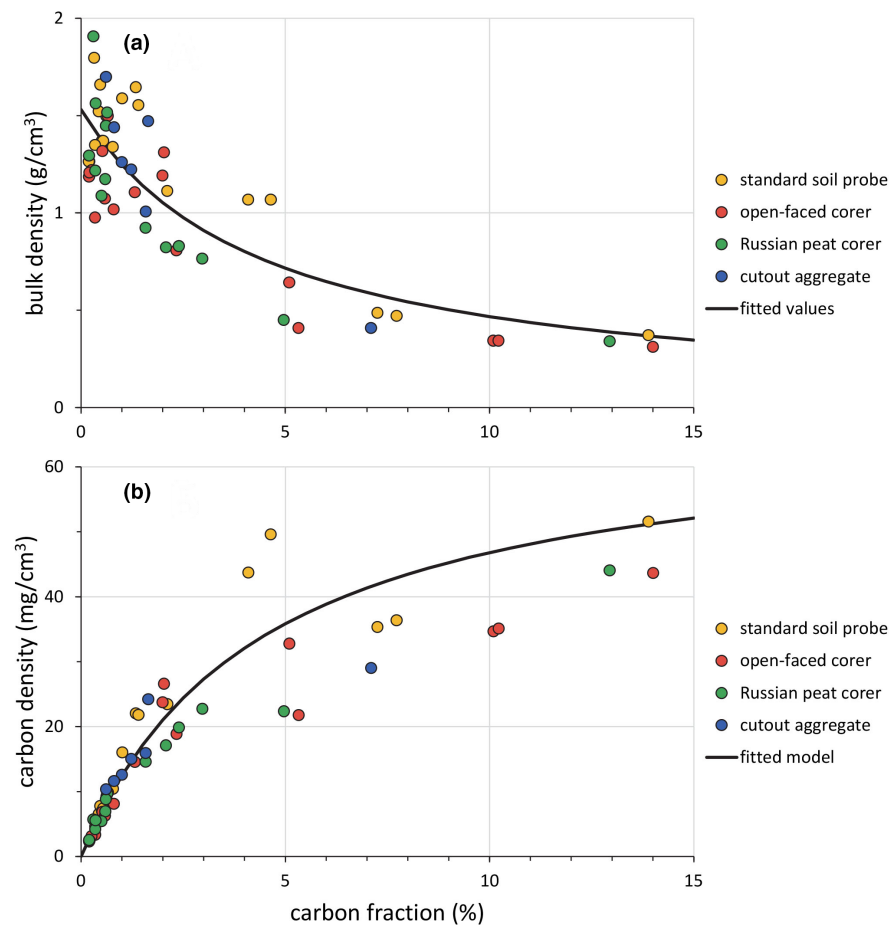 2
(a)
1
0
bulk density (g/cm³)
0
5
10
15
standard soil probe
open-faced corer
Russian peat corer
cutout aggregate
fitted values
60
(b)
40
20
0
carbon density (mg/cm³)
0
5
10
15
carbon fraction (%)
standard soil probe
open-faced corer
Russian peat corer
cutout aggregate
fitted model